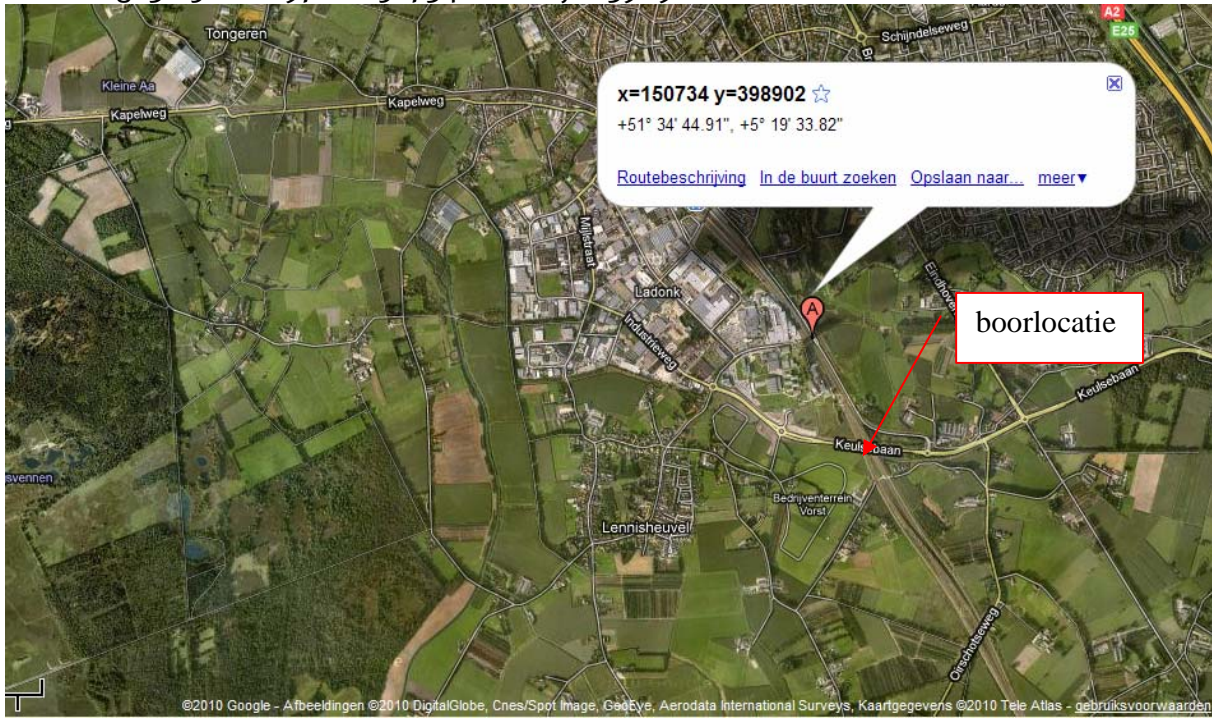 Tongeren
Schijndelseweg
A2
E25
Kleine Aa
Kapelweg
Kapelweg
x=150734 y=398902
+51° 34' 44.91", +5° 19' 33.82"
Routebeschrijving In de buurt zoeken Opslaan naar... meer▼
Mijlstraat
Ladonk
A
Industrieweg
boorlocatie
Keulsebaan
Keulsebaan
svennen
Bedrijventerrein
Vorst
Lennisheuvel
Oirschotseweg
©2010 Google - Afbeeldingen ©2010 DigitalGlobe, Cnes/Spot Image, GeoEye, Aerodata International Surveys, Kaartgegevens ©2010 Tele Atlas - gebruiksvoorwaarden